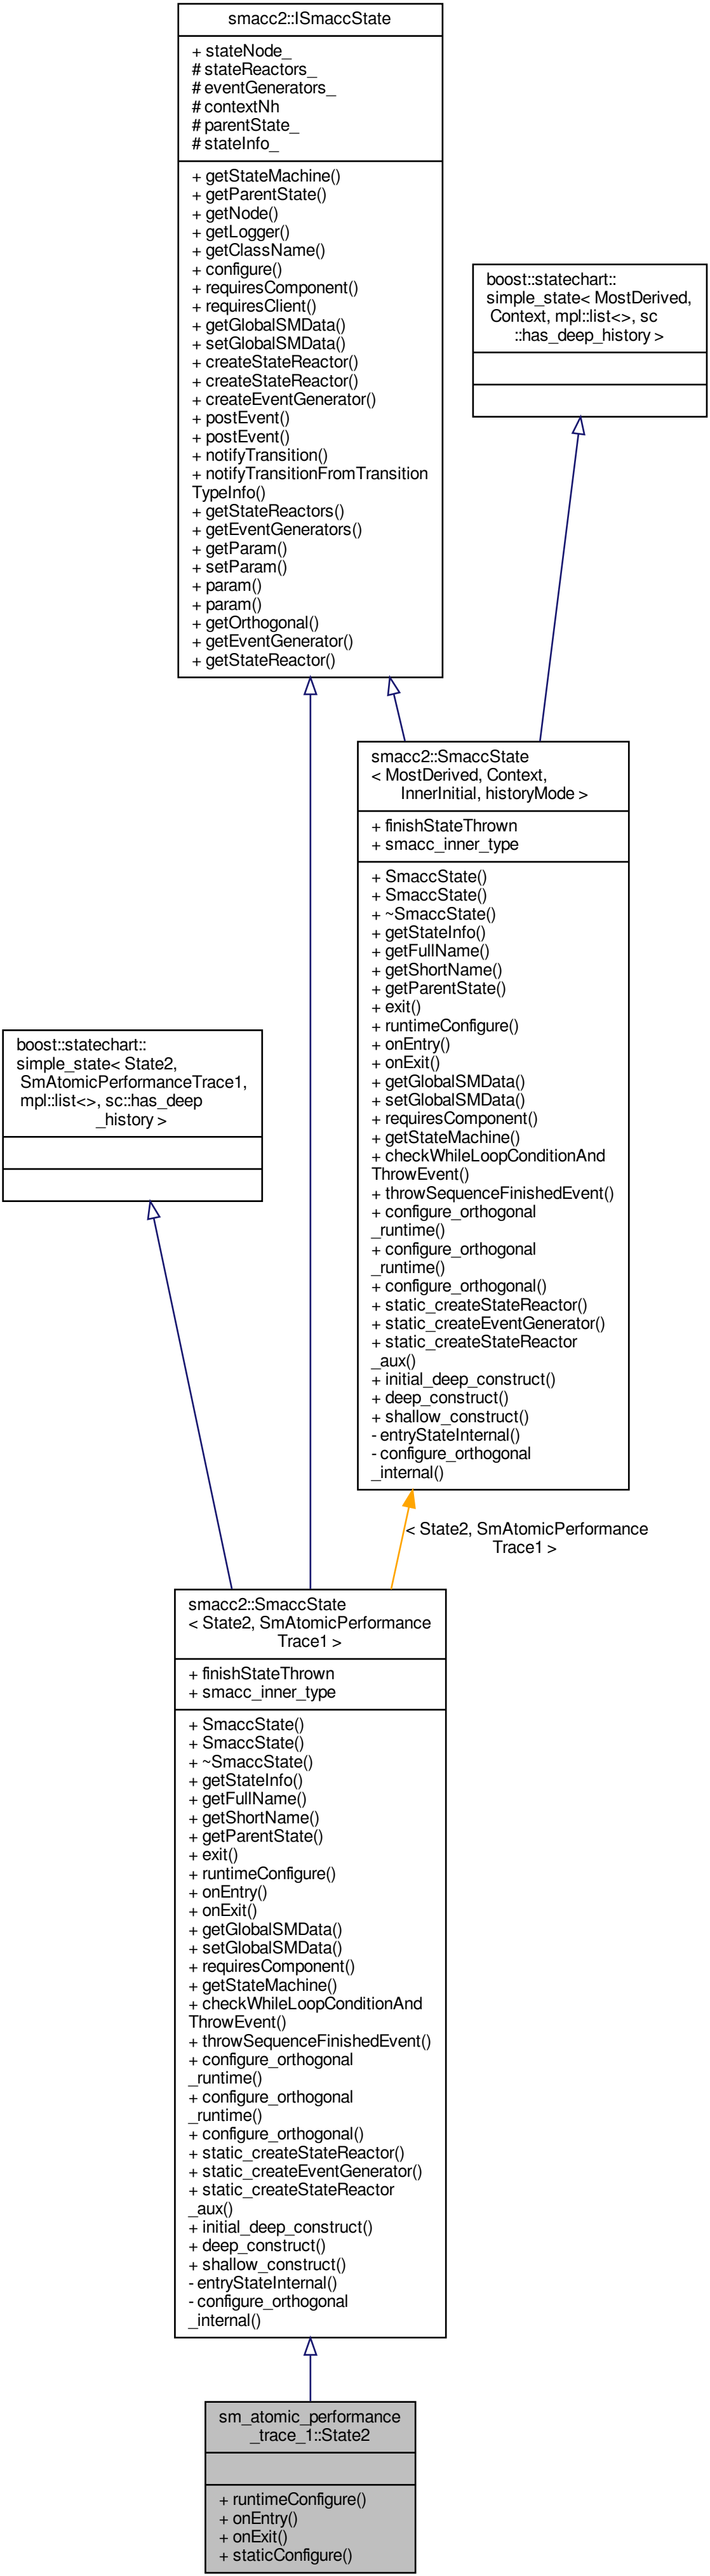 smacc2::ISmaccState
+ stateNode_
# stateReactors_
# eventGenerators_
# contextNh
# parentState_
# stateInfo_
+ getStateMachine()
+ getParentState()
+ getNode()
+ getLogger()
+ getClassName()
+ configure()
+ requiresComponent()
+ requiresClient()
+ getGlobalSMData()
+ setGlobalSMData()
+ createStateReactor()
+ createStateReactor()
+ createEventGenerator()
+ postEvent()
+ postEvent()
+ notifyTransition()
+ notifyTransitionFromTransition
TypeInfo()
+ getStateReactors()
+ getEventGenerators()
+ getParam()
+ setParam()
+ param()
+ param()
+ getOrthogonal()
+ getEventGenerator()
+ getStateReactor()
boost::statechart::
simple_state< MostDerived,
Context, mpl::list<>, sc
::has_deep_history >
smacc2::SmaccState
< MostDerived, Context,
InnerInitial, historyMode >
+ finishStateThrown
+ smacc_inner_type
+ SmaccState()
+ SmaccState()
+ ~SmaccState()
+ getStateInfo()
+ getFullName()
+ getShortName()
+ getParentState()
+ exit()
+ runtimeConfigure()
+ onEntry()
+ onExit()
+ getGlobalSMData()
+ setGlobalSMData()
+ requiresComponent()
+ getStateMachine()
+ checkWhileLoopConditionAnd
ThrowEvent()
+ throwSequenceFinishedEvent()
+ configure_orthogonal
_runtime()
+ configure_orthogonal
_runtime()
+ configure_orthogonal()
+ static_createStateReactor()
+ static_createEventGenerator()
+ static_createStateReactor
_aux()
+ initial_deep_construct()
+ deep_construct()
+ shallow_construct()
- entryStateInternal()
- configure_orthogonal
_internal()
boost::statechart::
simple_state< State2,
SmAtomicPerformanceTrace1,
mpl::list<>, sc::has_deep
_history >
< State2, SmAtomicPerformance
Trace1 >
smacc2::SmaccState
< State2, SmAtomicPerformance
Trace1 >
+ finishStateThrown
+ smacc_inner_type
+ SmaccState()
+ SmaccState()
+ ~SmaccState()
+ getStateInfo()
+ getFullName()
+ getShortName()
+ getParentState()
+ exit()
+ runtimeConfigure()
+ onEntry()
+ onExit()
+ getGlobalSMData()
+ setGlobalSMData()
+ requiresComponent()
+ getStateMachine()
+ checkWhileLoopConditionAnd
ThrowEvent()
+ throwSequenceFinishedEvent()
+ configure_orthogonal
_runtime()
+ configure_orthogonal
_runtime()
+ configure_orthogonal()
+ static_createStateReactor()
+ static_createEventGenerator()
+ static_createStateReactor
_aux()
+ initial_deep_construct()
+ deep_construct()
+ shallow_construct()
- entryStateInternal()
- configure_orthogonal
_internal()
sm_atomic_performance
_trace_1::State2
+ runtimeConfigure()
+ onEntry()
+ onExit()
+ staticConfigure()